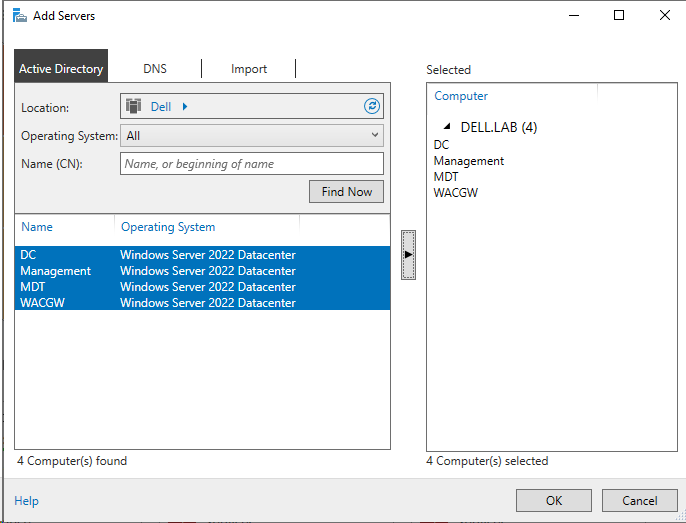 Add Servers
Active Directory DNS Import
Location: Dell
Operating System: All
Name (CN): Name, or beginning of name
Find Now
Name Operating System
DC Windows Server 2022 Datacenter
Management Windows Server 2022 Datacenter
MDT Windows Server 2022 Datacenter
WACGW Windows Server 2022 Datacenter
4 Computer(s) found
Selected
Computer
DELL.LAB (4)
DC
Management
MDT
WACGW
4 Computer(s) selected
Help OK Cancel